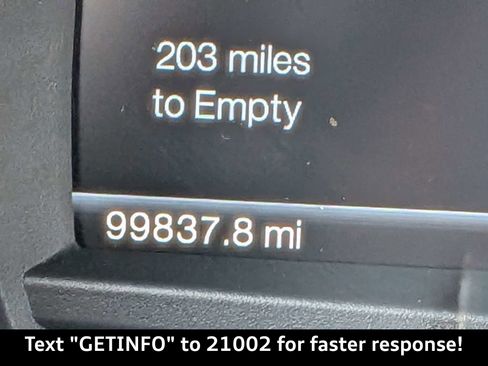 203 miles
to Empty
99837.8 mi
Text "GETINFO" to 21002 for faster response!